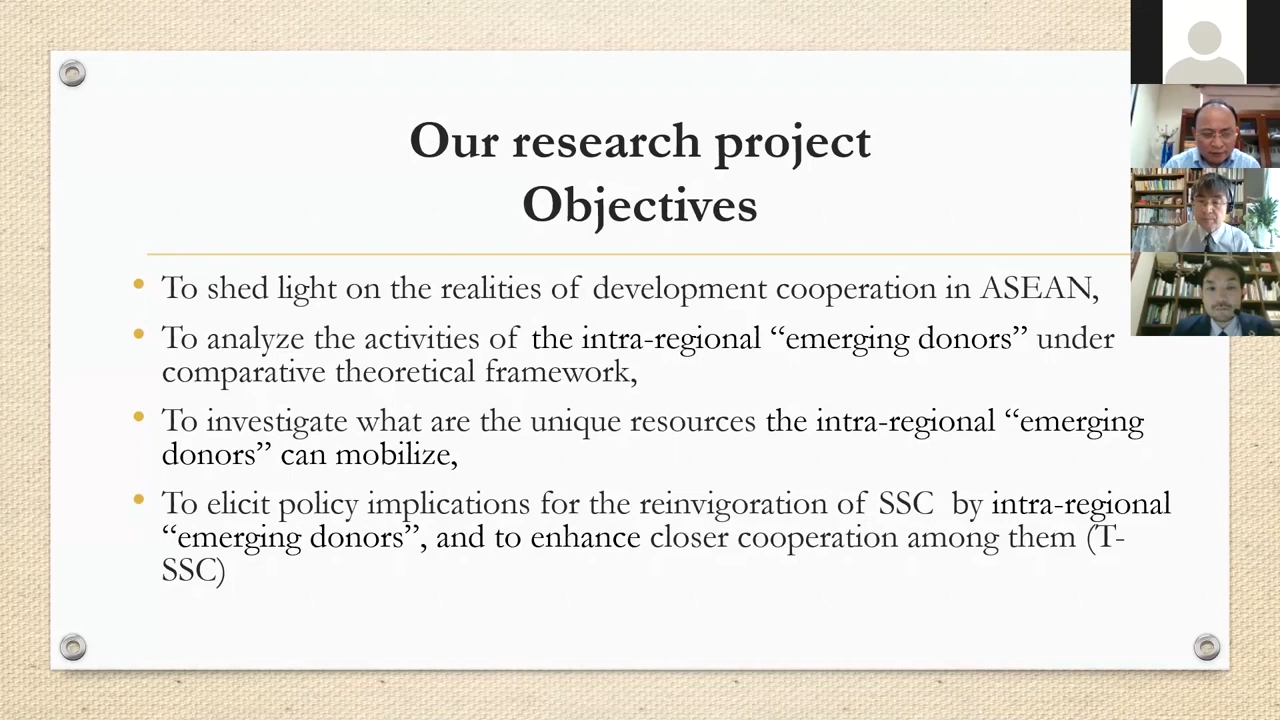 Our research project
Objectives
• To shed light on the realities of development cooperation in ASEAN,
• To analyze the activities of the intra-regional “emerging donors” under
comparative theoretical framework,
• To investigate what are the unique resources the intra-regional “emerging
donors” can mobilize,
• To elicit policy implications for the reinvigoration of SSC by intra-regional
“emerging donors”, and to enhance closer cooperation among them (T-
SSC)